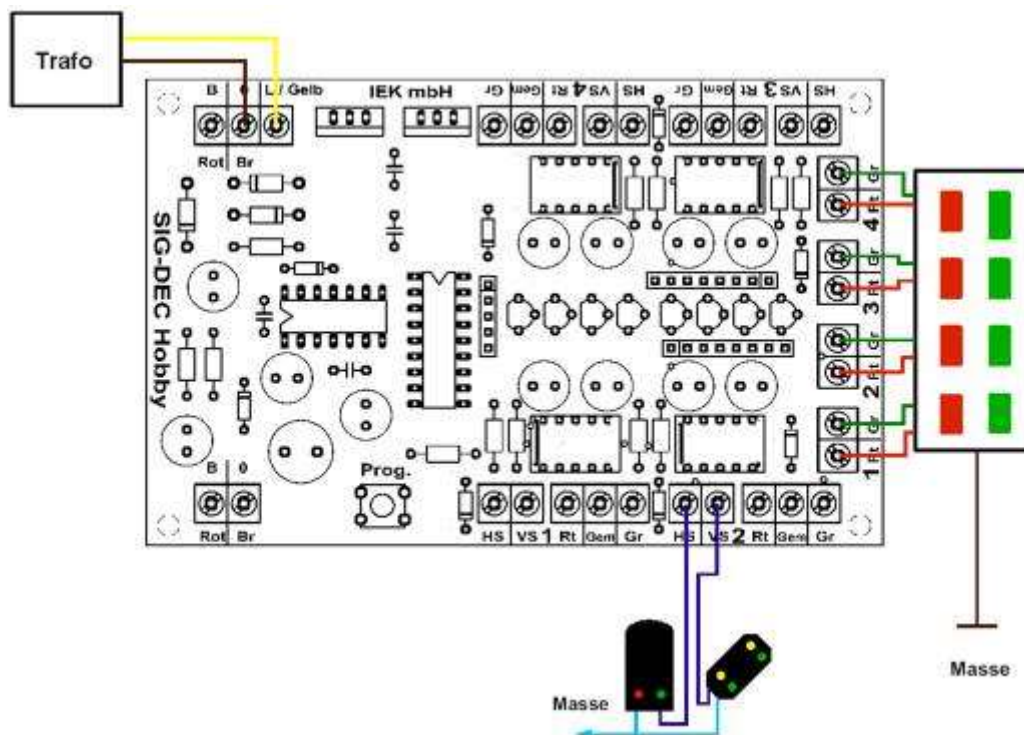 Trafo
B 0 L / Gelb
IEK mbH
Gr Gem Rt 4 VS HS
Gr Gem Rt 3 VS HS
Rot Br
SIG-DEC Hobby
4 Gr Rt
3 Gr Rt
2 Gr Rt
1 Gr Rt
B 0
Rot Br
Prog.
HS VS 1 Rt Gem Gr
HS VS 2 Rt Gem Gr
Masse
Masse